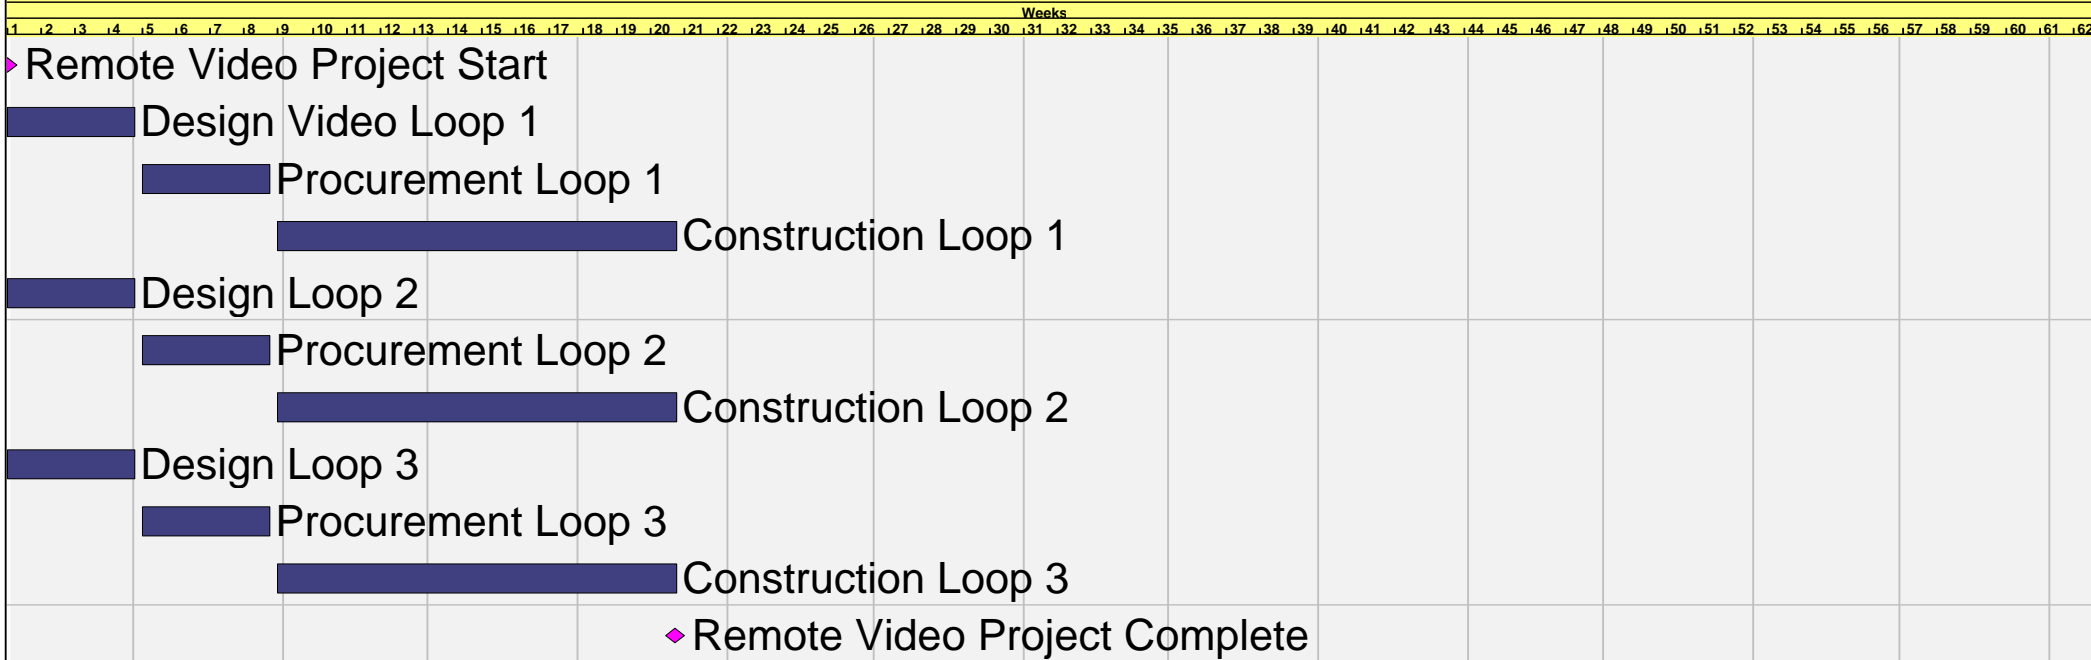 Weeks
1 2 3 4 5 6 7 8 9 10 11 12 13 14 15 16 17 18 19 20 21 22 23 24 25 26 27 28 29 30 31 32 33 34 35 36 37 38 39 40 41 42 43 44 45 46 47 48 49 50 51 52 53 54 55 56 57 58 59 60 61 62
Remote Video Project Start
Design Video Loop 1
Procurement Loop 1
Construction Loop 1
Design Loop 2
Procurement Loop 2
Construction Loop 2
Design Loop 3
Procurement Loop 3
Construction Loop 3
Remote Video Project Complete